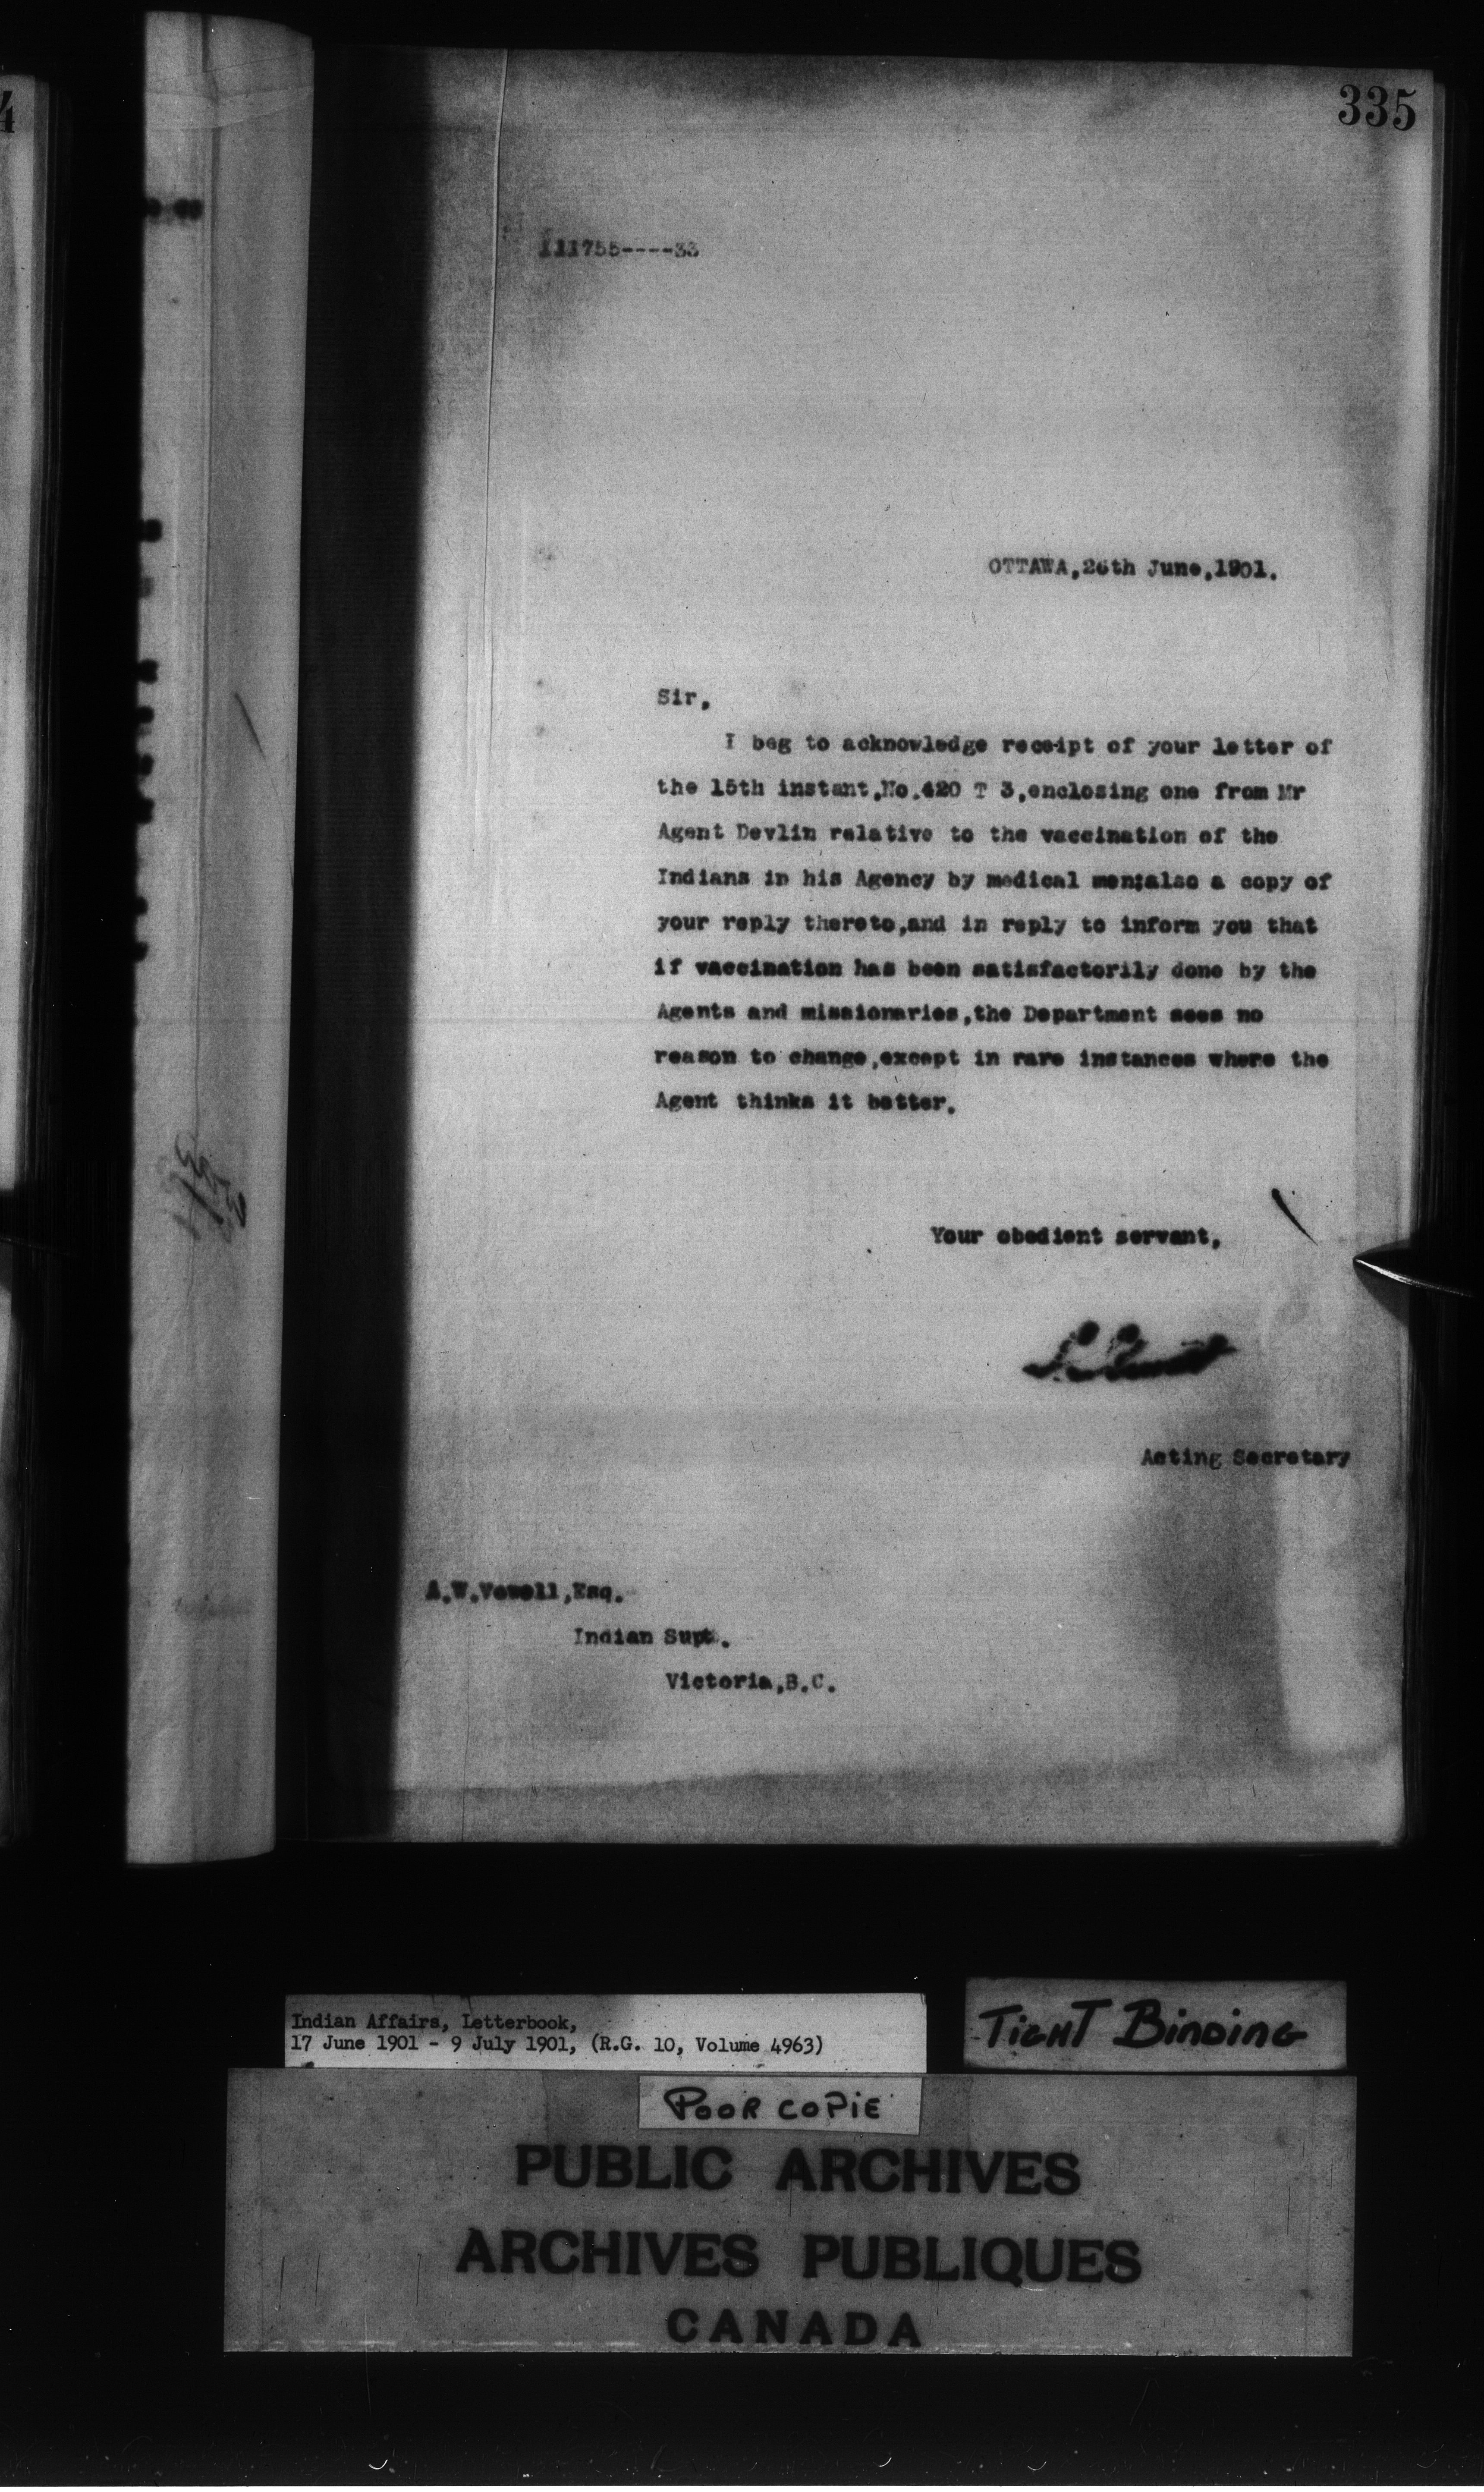 335
4
111755----33
OTTAWA,26th June,1901.
Sir,
I beg to acknowledge receipt of your letter of
the 15th instant,No.420 T 3,enclosing one from Mr
Agent Devlin relative to the vaccination of the
Indians in his Agency by medical men;also a copy of
your reply thereto,and in reply to inform you that
if vaccination has been satisfactorily done by the
Agents and missionaries,the Department sees no
reason to change,except in rare instances where the
Agent thinks it better.
Your obedient servant,
Acting Secretary
A.W.Vowell,Esq.
Indian Supt.
Victoria,B.C.
Indian Affairs, Letterbook,
17 June 1901 - 9 July 1901, (R.G. 10, Volume 4963)
TIGHT BINDING
POOR COPIE
PUBLIC ARCHIVES
ARCHIVES PUBLIQUES
CANADA